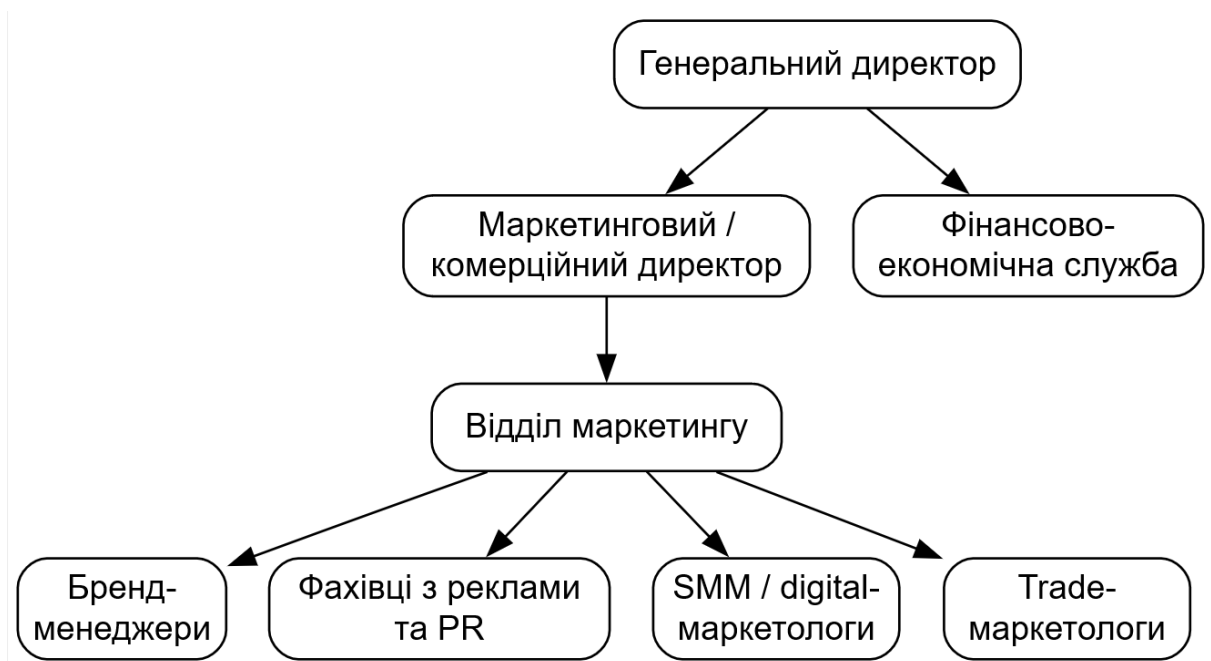 Генеральний директор
Маркетинговий /
комерційний директор
Фінансово-
економічна служба
Відділ маркетингу
Бренд-
менеджери
Фахівці з реклами
та PR
SMM / digital-
маркетологи
Trade-
маркетологи